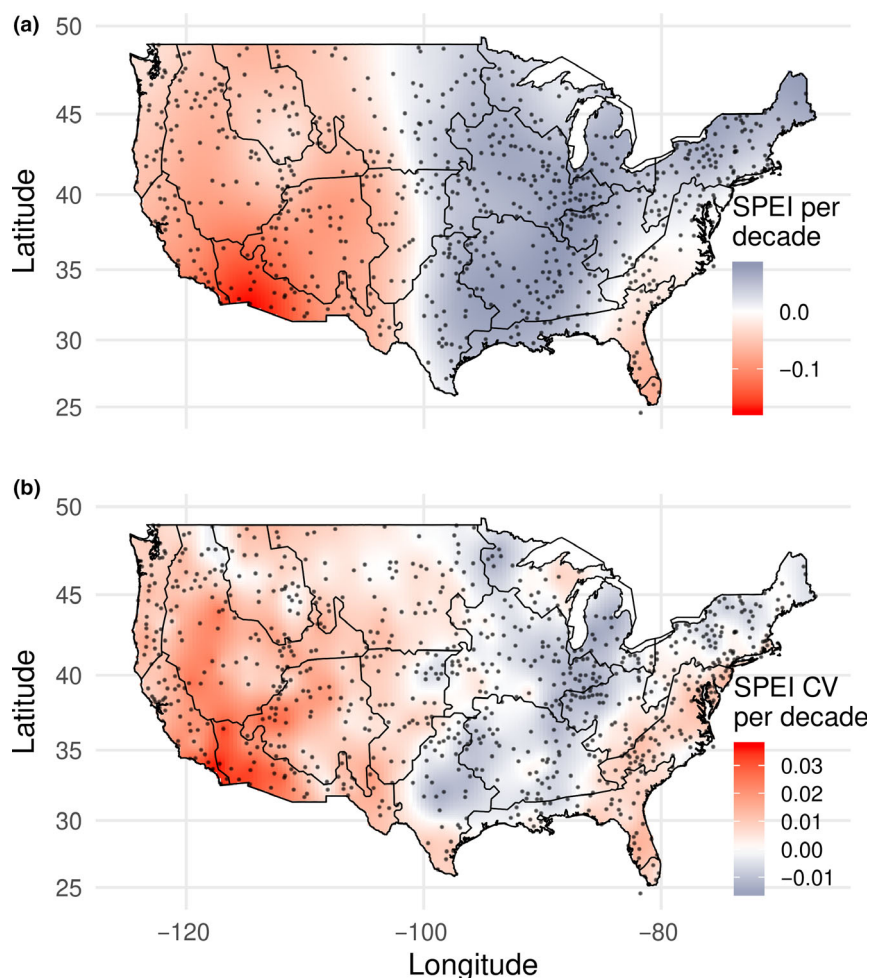 (a)
50
45
40
35
30
25
Latitude
SPEI per
decade
0.0
−0.1
(b)
50
45
40
35
30
25
Latitude
SPEI CV
per decade
0.03
0.02
0.01
0.00
−0.01
−120
−100
−80
Longitude